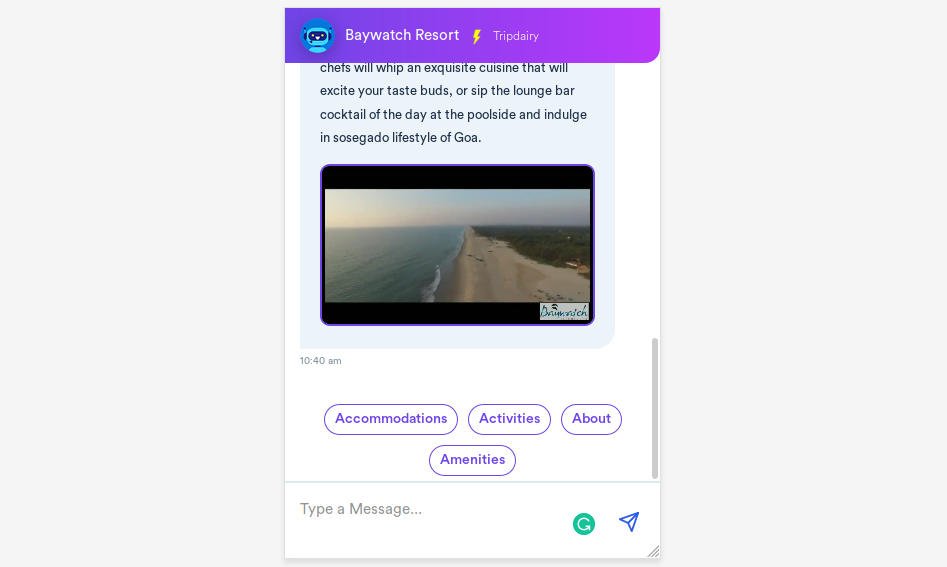 Baywatch Resort
Tripdairy
chefs will whip an exquisite cuisine that will
excite your taste buds, or sip the lounge bar
cocktail of the day at the poolside and indulge
in sosegado lifestyle of Goa.
Baywatch
10:40 am
Accommodations
Activities
About
Amenities
Type a Message...